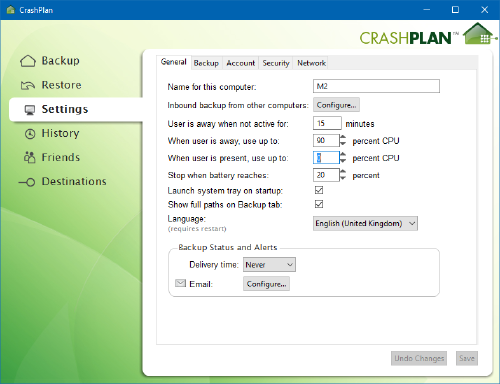 CrashPlan
CRASHPLAN™
Backup
Restore
Settings
History
Friends
Destinations
General Backup Account Security Network
Name for this computer: M2
Inbound backup from other computers: Configure...
User is away when not active for: 15 minutes
When user is away, use up to: 90 percent CPU
When user is present, use up to: 0 percent CPU
Stop when battery reaches: 20 percent
Launch system tray on startup:
Show full paths on Backup tab:
Language: English (United Kingdom)
(requires restart)
Backup Status and Alerts
Delivery time: Never
Email: Configure...
Undo Changes Save